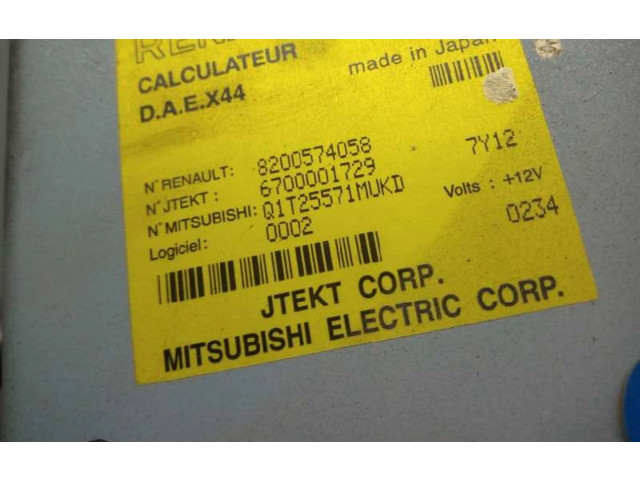 CALCULATEUR
made in Japan
D.A.E.X44
N° RENAULT: 8200574058 7Y12
N° JTEKT : 6700001729
N° MITSUBISHI: Q1T25571MUKD Volts : +12V
Logiciel: 0002 0234
JTEKT CORP.
MITSUBISHI ELECTRIC CORP.